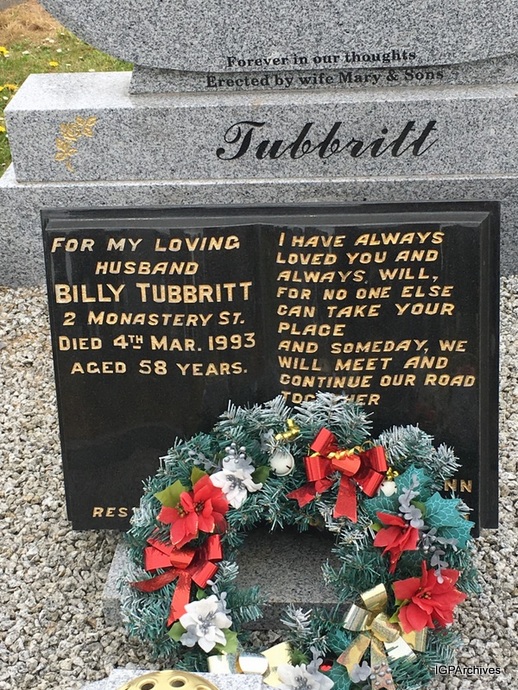 Forever in our thoughts
Erected by wife Mary & Sons
Tubbritt
FOR MY LOVING
HUSBAND
BILLY TUBBRITT
2 MONASTERY ST.
DIED 4TH MAR. 1993
AGED 58 YEARS.
I HAVE ALWAYS
LOVED YOU AND
ALWAYS WILL,
FOR NO ONE ELSE
CAN TAKE YOUR
PLACE
AND SOMEDAY, WE
WILL MEET AND
CONTINUE OUR ROAD
TOGETHER
IGPArchives